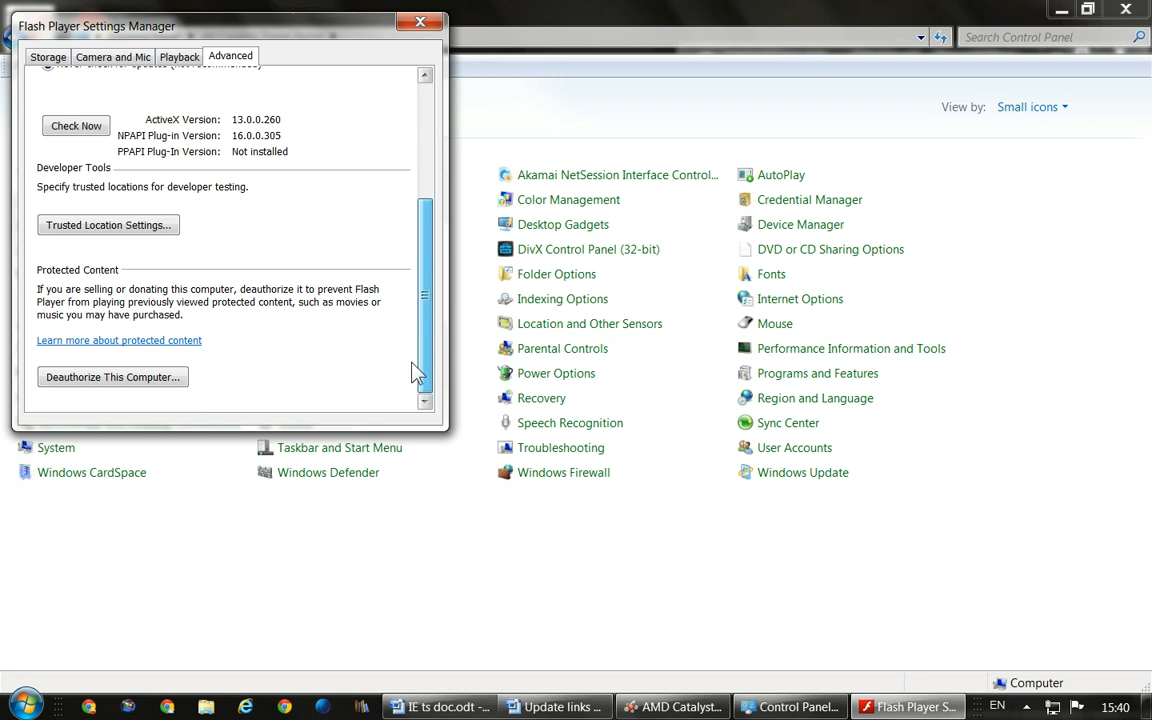 Flash Player Settings Manager
Search Control Panel
Storage
Camera and Mic
Playback
Advanced
View by: Small icons
Check Now
ActiveX Version: 13.0.0.260
NPAPI Plug-in Version: 16.0.0.305
PPAPI Plug-In Version: Not installed
Developer Tools
Specify trusted locations for developer testing.
Trusted Location Settings...
Protected Content
If you are selling or donating this computer, deauthorize it to prevent Flash
Player from playing previously viewed protected content, such as movies or
music you may have purchased.
Learn more about protected content
Deauthorize This Computer...
Akamai NetSession Interface Control...
AutoPlay
Color Management
Credential Manager
Desktop Gadgets
Device Manager
DivX Control Panel (32-bit)
DVD or CD Sharing Options
Folder Options
Fonts
Indexing Options
Internet Options
Location and Other Sensors
Mouse
Parental Controls
Performance Information and Tools
Power Options
Programs and Features
Recovery
Region and Language
Speech Recognition
Sync Center
System
Taskbar and Start Menu
Troubleshooting
User Accounts
Windows CardSpace
Windows Defender
Windows Firewall
Windows Update
Computer
IE ts doc.odt -...
Update links ...
AMD Catalyst...
Control Panel...
Flash Player S...
EN
15:40